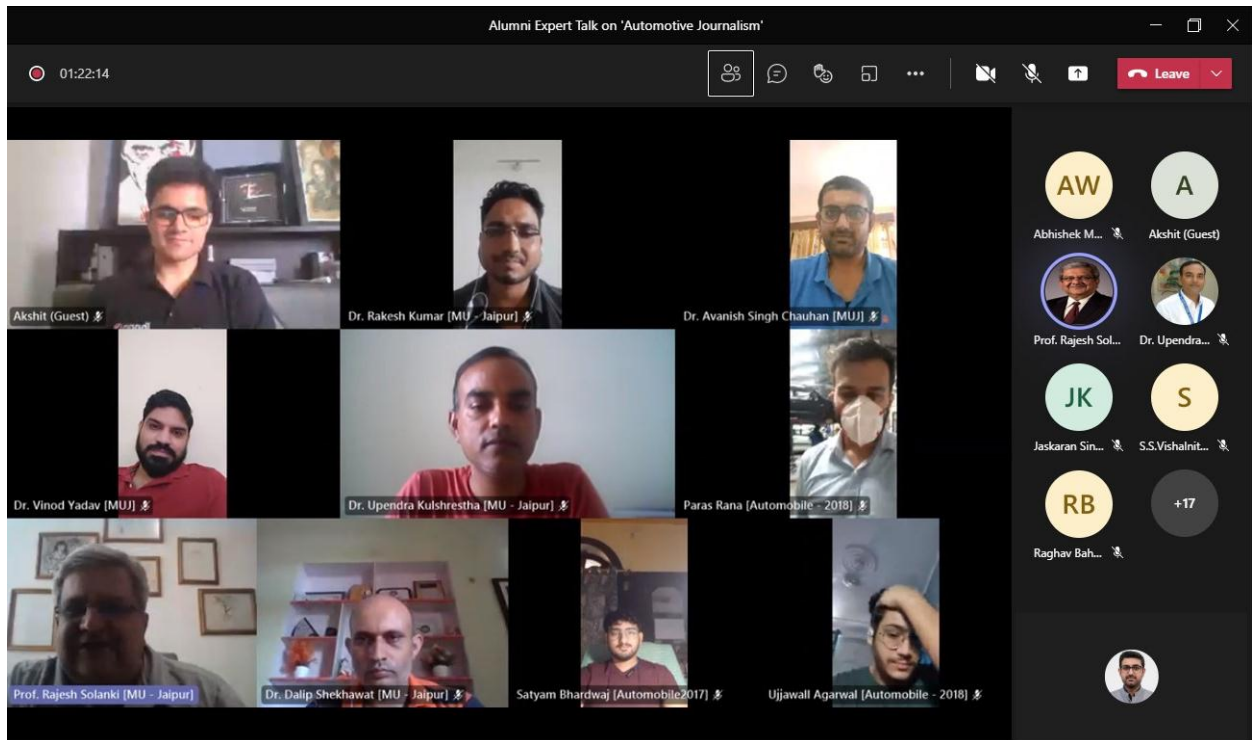 Alumni Expert Talk on 'Automotive Journalism'
01:22:14
Leave
Akshit (Guest)
Dr. Rakesh Kumar [MU - Jaipur]
Dr. Avanish Singh Chauhan [MUJ]
Dr. Vinod Yadav [MUJ]
Dr. Upendra Kulshrestha [MU - Jaipur]
Paras Rana [Automobile - 2018]
Prof. Rajesh Solanki [MU - Jaipur]
Dr. Dalip Shekhawat [MU - Jaipur]
Satyam Bhardwaj [Automobile2017]
Ujjawall Agarwal [Automobile - 2018]
AW
A
Abhishek M...
Akshit (Guest)
Prof. Rajesh Sol...
Dr. Upendra...
JK
S
Jaskaran Sin...
S.S.Vishalnit...
RB
+17
Raghav Bah...